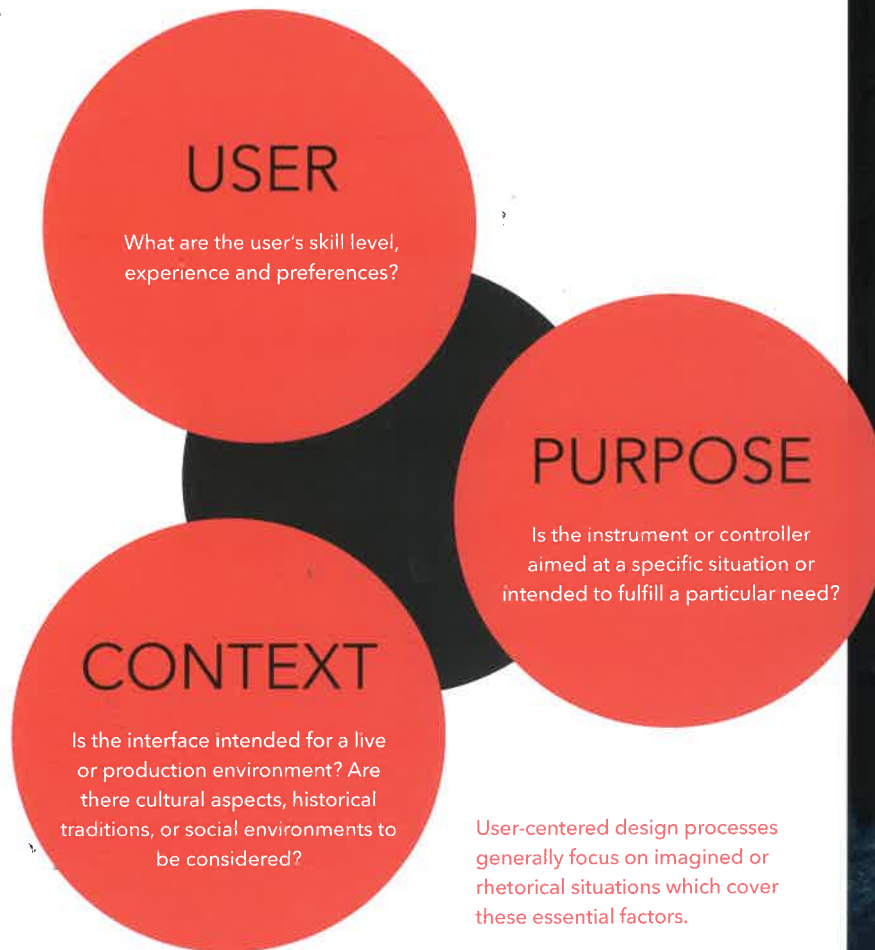 USER
What are the user's skill level,
experience and preferences?
PURPOSE
Is the instrument or controller
aimed at a specific situation or
intended to fulfill a particular need?
CONTEXT
Is the interface intended for a live
or production environment? Are
there cultural aspects, historical
traditions, or social environments to
be considered?
User-centered design processes
generally focus on imagined or
rhetorical situations which cover
these essential factors.